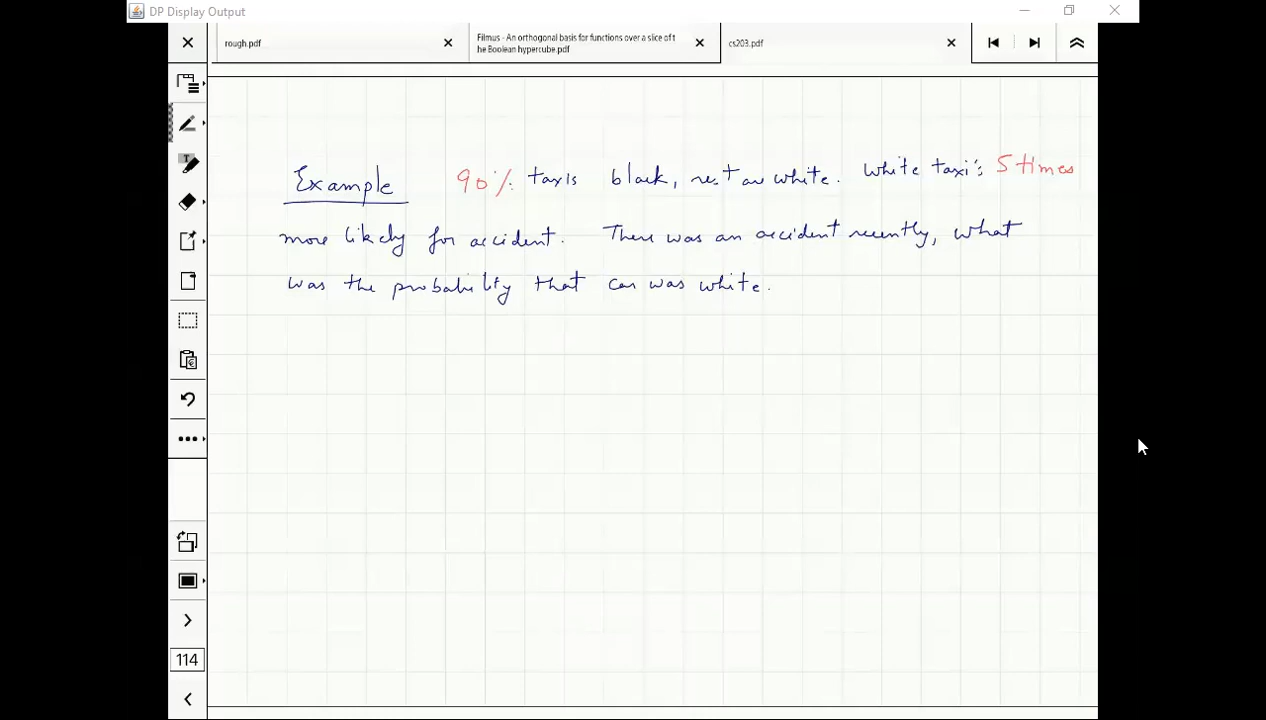 DP Display Output
rough.pdf
Filmus - An orthogonal basis for functions over a slice of t
he Boolean hypercube.pdf
cs203.pdf
Example 90% taxis black, rest are white. White taxi's 5 times
more likely for accident. There was an accident recently, what
was the probability that car was white.
114